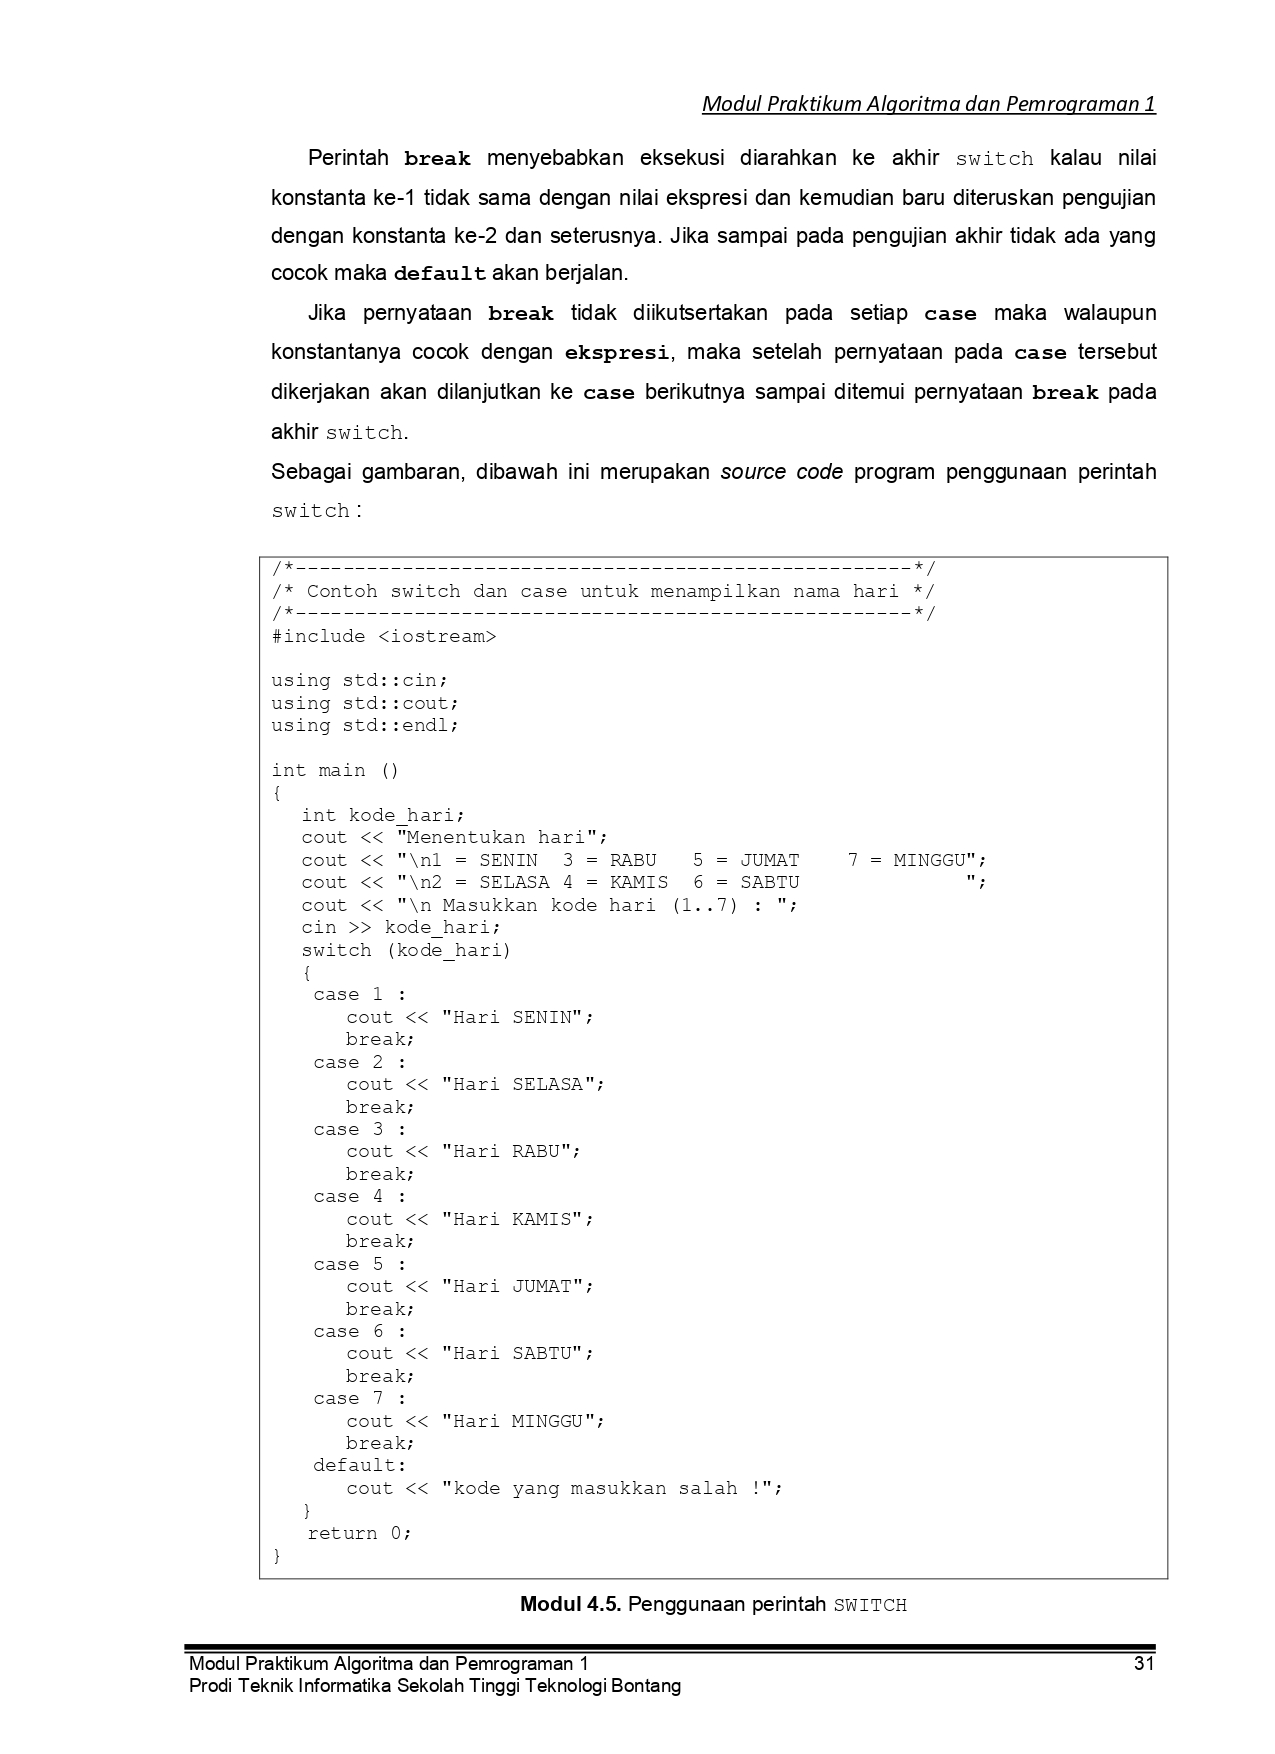 Modul Praktikum Algoritma dan Pemrograman 1
Perintah break menyebabkan eksekusi diarahkan ke akhir switch kalau nilai
konstanta ke-1 tidak sama dengan nilai ekspresi dan kemudian baru diteruskan pengujian
dengan konstanta ke-2 dan seterusnya. Jika sampai pada pengujian akhir tidak ada yang
cocok maka default akan berjalan.
Jika pernyataan break tidak diikutsertakan pada setiap case maka walaupun
konstantanya cocok dengan ekspresi, maka setelah pernyataan pada case tersebut
dikerjakan akan dilanjutkan ke case berikutnya sampai ditemui pernyataan break pada
akhir switch.
Sebagai gambaran, dibawah ini merupakan source code program penggunaan perintah
switch :
/*----------------------------------------------------*/
/* Contoh switch dan case untuk menampilkan nama hari */
/*----------------------------------------------------*/
#include <iostream>
using std::cin;
using std::cout;
using std::endl;
int main ()
{
int kode_hari;
cout << "Menentukan hari";
cout << "\n1 = SENIN  3 = RABU   5 = JUMAT    7 = MINGGU";
cout << "\n2 = SELASA 4 = KAMIS  6 = SABTU              ";
cout << "\n Masukkan kode hari (1..7) : ";
cin >> kode_hari;
switch (kode_hari)
{
case 1 :
cout << "Hari SENIN";
break;
case 2 :
cout << "Hari SELASA";
break;
case 3 :
cout << "Hari RABU";
break;
case 4 :
cout << "Hari KAMIS";
break;
case 5 :
cout << "Hari JUMAT";
break;
case 6 :
cout << "Hari SABTU";
break;
case 7 :
cout << "Hari MINGGU";
break;
default:
cout << "kode yang masukkan salah !";
}
return 0;
}
Modul 4.5. Penggunaan perintah SWITCH
Modul Praktikum Algoritma dan Pemrograman 1 31
Prodi Teknik Informatika Sekolah Tinggi Teknologi Bontang